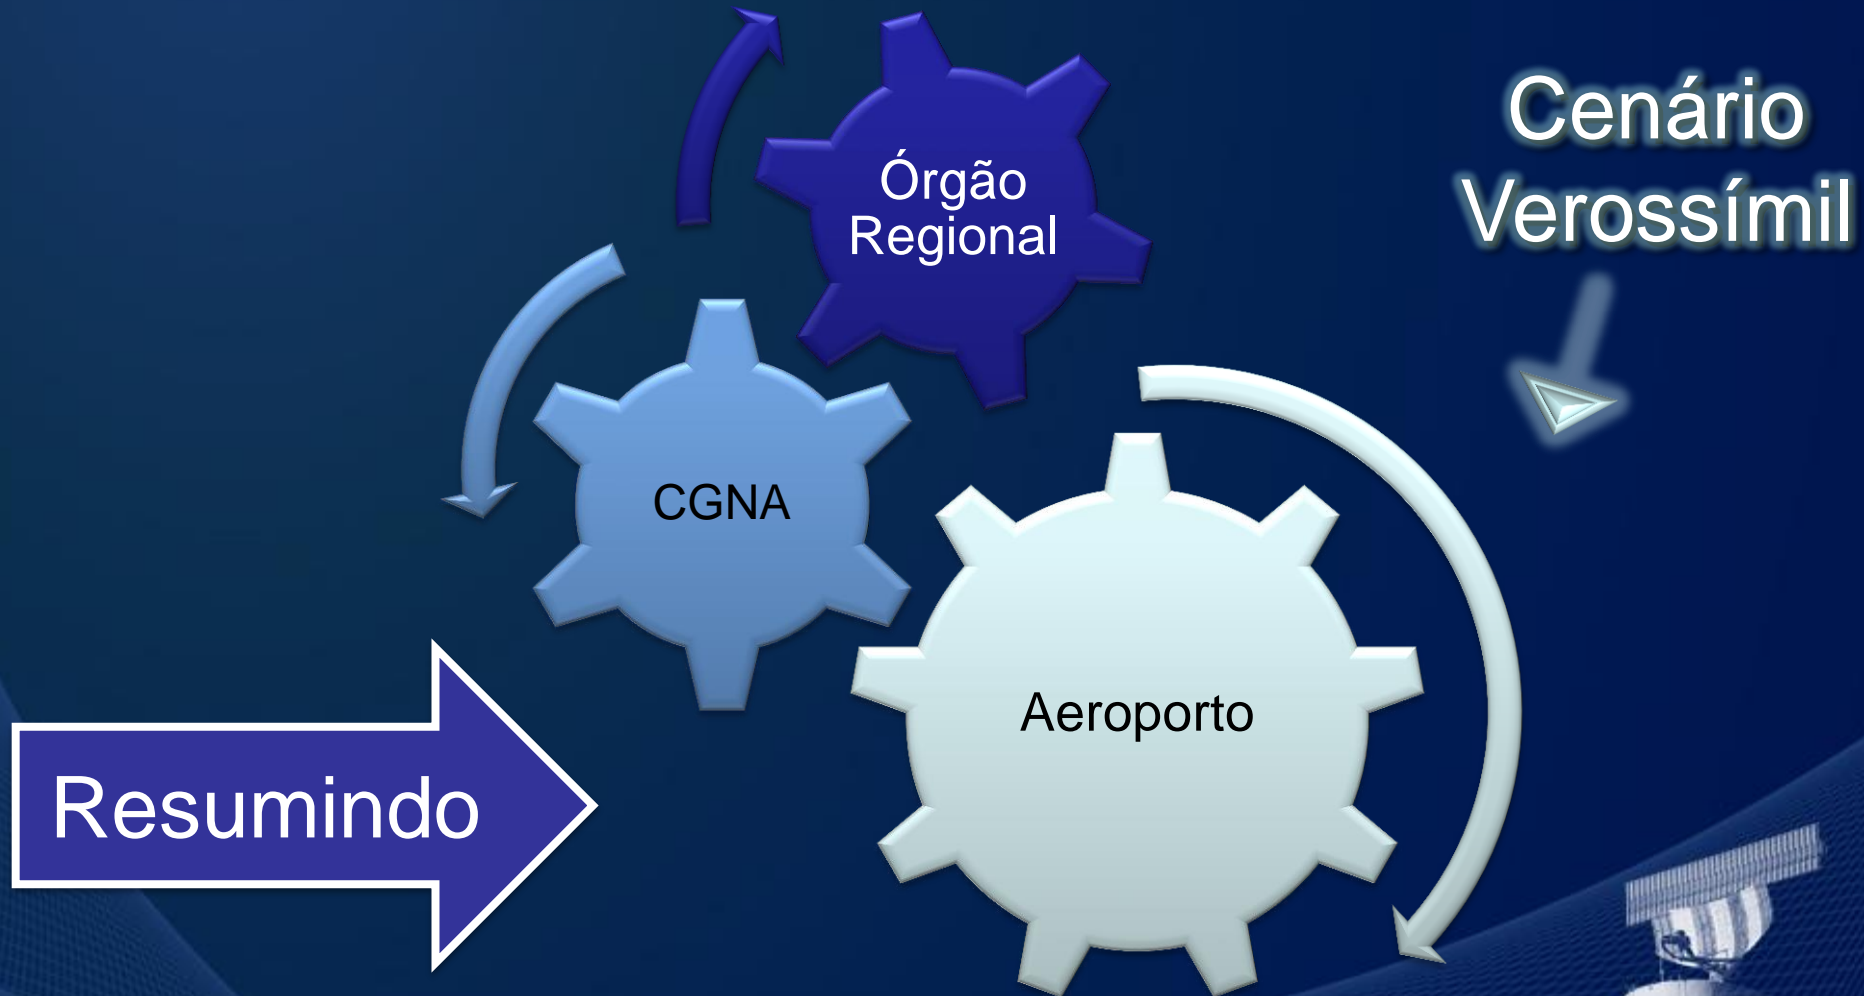 Cenário
Verossímil
Órgão
Regional
CGNA
Aeroporto
Resumindo